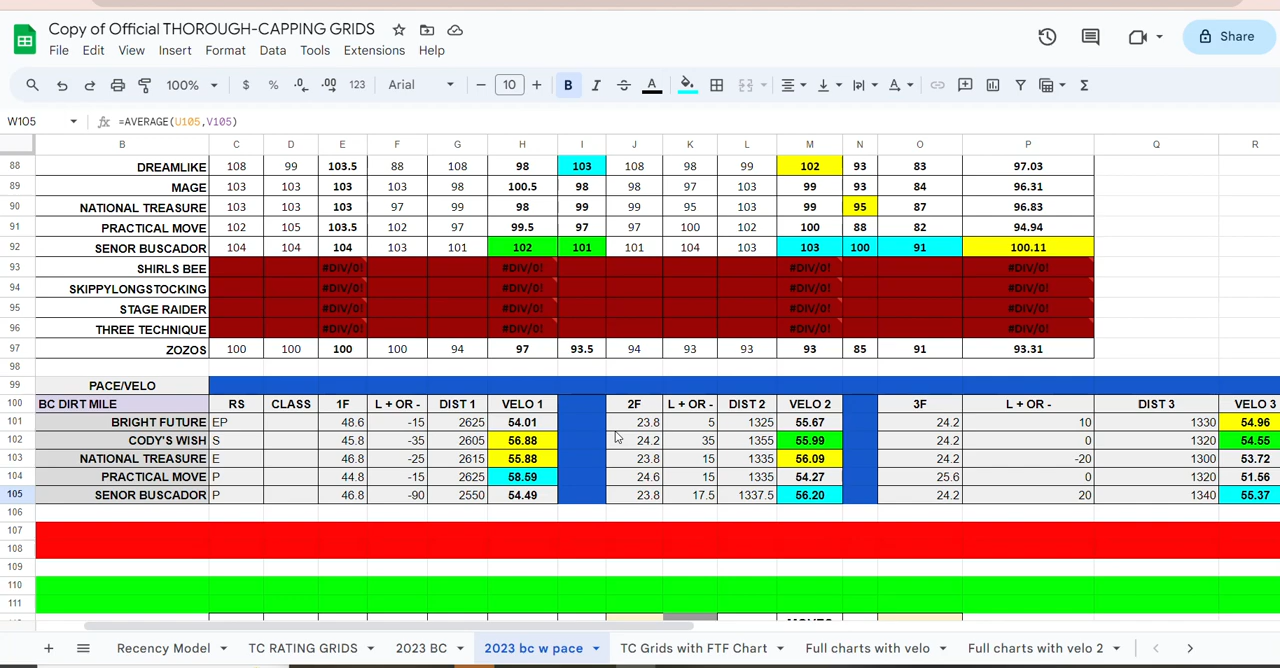 Copy of Official THOROUGH-CAPPING GRIDS
Share
File Edit View Insert Format Data Tools Extensions Help
100% $ % .0 .00 123 Arial − 10 + B I S A A Σ
W105 fx =AVERAGE(U105,V105)
B C D E F G H I J K L M N O P Q R
88 DREAMLIKE 108 99 103.5 88 108 98 103 108 98 99 102 93 83 97.03
89 MAGE 103 103 103 103 98 100.5 98 98 97 103 99 93 84 96.31
90 NATIONAL TREASURE 103 103 103 97 99 98 99 99 95 103 99 95 87 96.83
91 PRACTICAL MOVE 102 105 103.5 102 97 99.5 97 97 100 102 100 88 82 94.94
92 SENOR BUSCADOR 104 104 104 103 101 102 101 101 104 103 103 100 91 100.11
93 SHIRLS BEE #DIV/0! #DIV/0! #DIV/0! #DIV/0!
94 SKIPPYLONGSTOCKING #DIV/0! #DIV/0! #DIV/0! #DIV/0!
95 STAGE RAIDER #DIV/0! #DIV/0! #DIV/0! #DIV/0!
96 THREE TECHNIQUE #DIV/0! #DIV/0! #DIV/0! #DIV/0!
97 ZOZOS 100 100 100 100 94 97 93.5 94 93 93 93 85 91 93.31
98
99 PACE/VELO
100 BC DIRT MILE RS CLASS 1F L + OR - DIST 1 VELO 1 2F L + OR - DIST 2 VELO 2 3F L + OR - DIST 3 VELO 3
101 BRIGHT FUTURE EP 48.6 -15 2625 54.01 23.8 5 1325 55.67 24.2 10 1330 54.96
102 CODY'S WISH S 45.8 -35 2605 56.88 24.2 35 1355 55.99 24.2 0 1320 54.55
103 NATIONAL TREASURE E 46.8 -25 2615 55.88 23.8 15 1335 56.09 24.2 -20 1300 53.72
104 PRACTICAL MOVE P 44.8 -15 2625 58.59 24.6 15 1335 54.27 25.6 0 1320 51.56
105 SENOR BUSCADOR P 46.8 -90 2550 54.49 23.8 17.5 1337.5 56.20 24.2 20 1340 55.37
106
107
108
109
110
111
+ Recency Model TC RATING GRIDS 2023 BC 2023 bc w pace TC Grids with FTF Chart Full charts with velo Full charts with velo 2